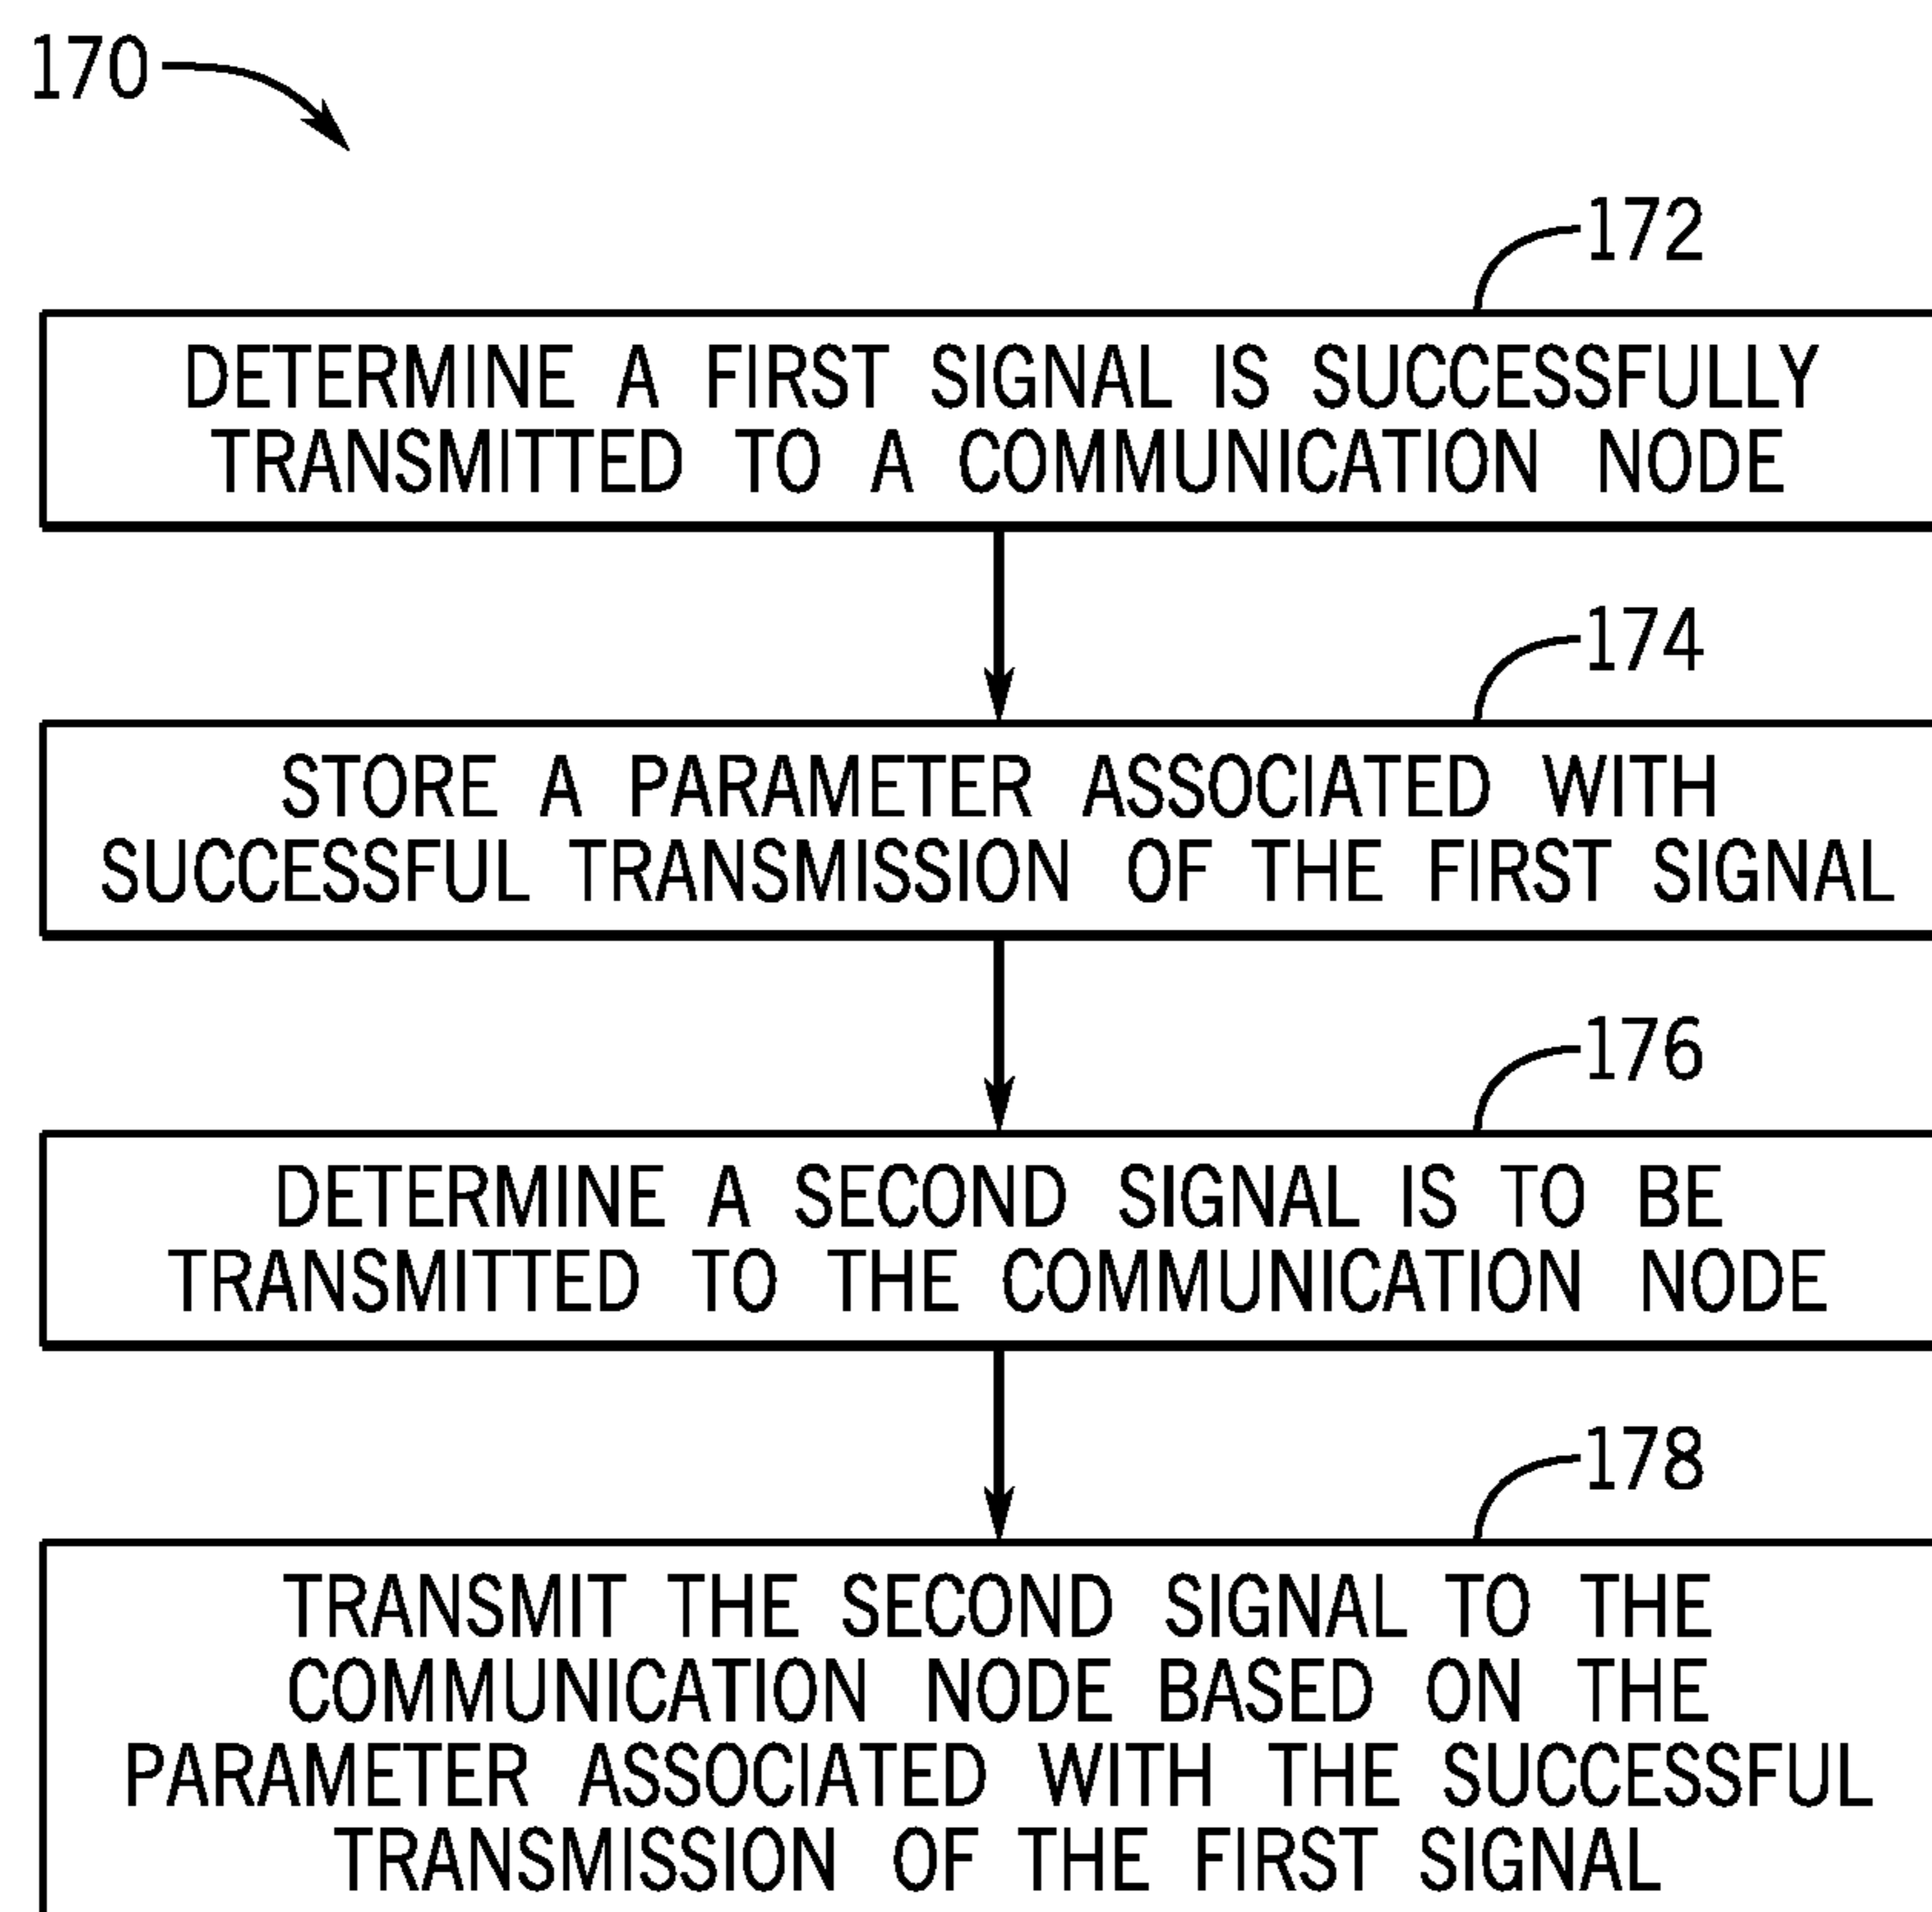 170
172
DETERMINE A FIRST SIGNAL IS SUCCESSFULLY
TRANSMITTED TO A COMMUNICATION NODE
174
STORE A PARAMETER ASSOCIATED WITH
SUCCESSFUL TRANSMISSION OF THE FIRST SIGNAL
176
DETERMINE A SECOND SIGNAL IS TO BE
TRANSMITTED TO THE COMMUNICATION NODE
178
TRANSMIT THE SECOND SIGNAL TO THE
COMMUNICATION NODE BASED ON THE
PARAMETER ASSOCIATED WITH THE SUCCESSFUL
TRANSMISSION OF THE FIRST SIGNAL